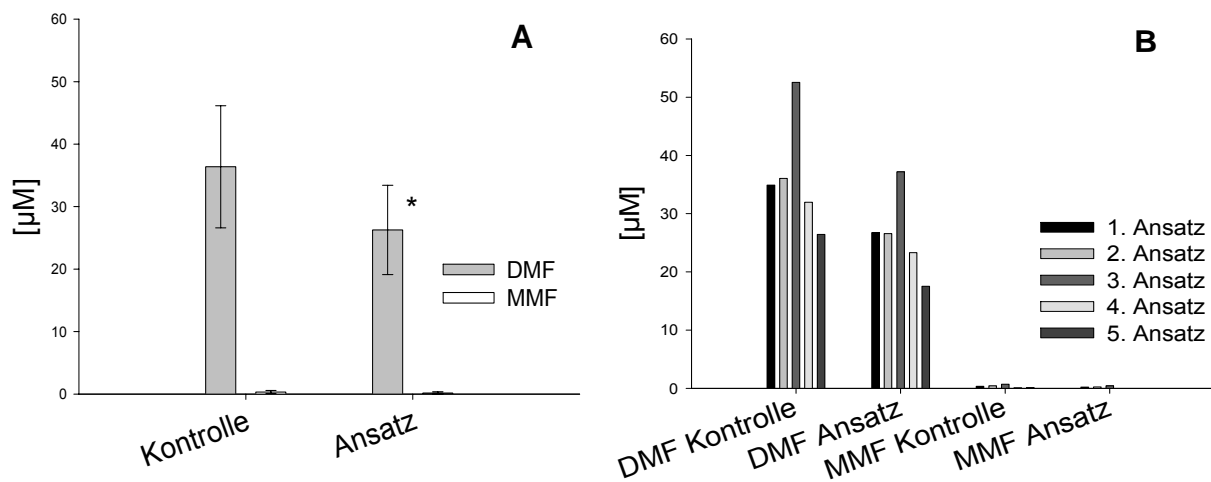 A
60
50
40
30
20
10
0
[µM]
Kontrolle
Ansatz
*
DMF
MMF
B
60
50
40
30
20
10
0
[µM]
DMF Kontrolle
DMF Ansatz
MMF Kontrolle
MMF Ansatz
1. Ansatz
2. Ansatz
3. Ansatz
4. Ansatz
5. Ansatz